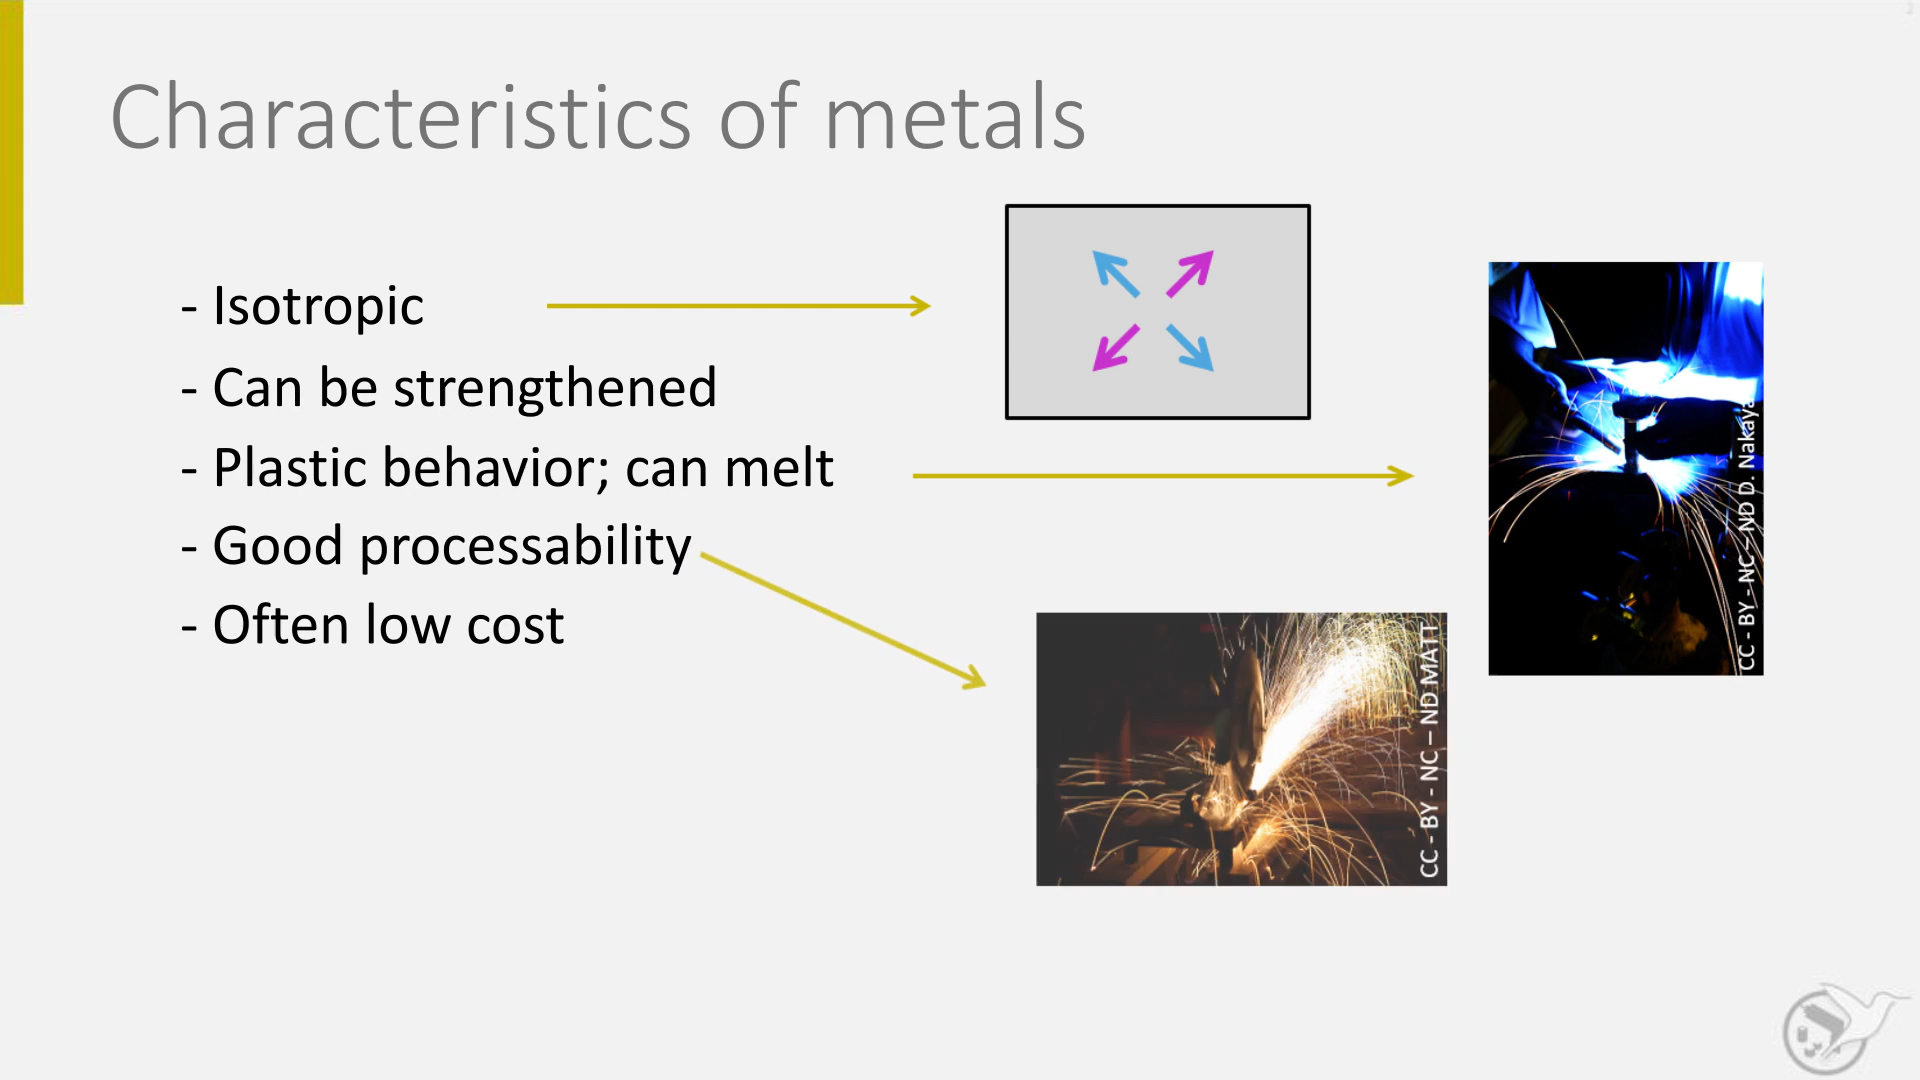 2
Characteristics of metals
- Isotropic
- Can be strengthened
- Plastic behavior; can melt
- Good processability
- Often low cost
CC - BY - NC – ND D. Nakaya
CC - BY - NC – ND MATT